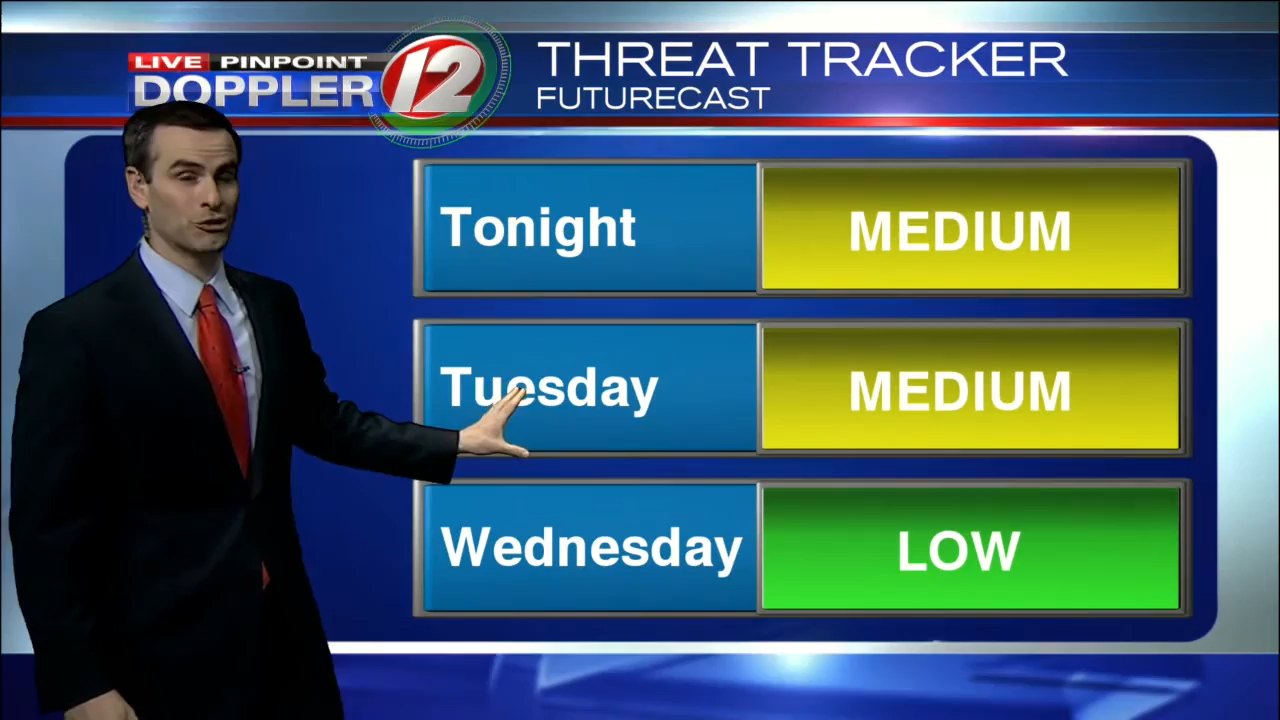 LIVE PINPOINT
DOPPLER 12
THREAT TRACKER
FUTURECAST
Tonight MEDIUM
Tuesday MEDIUM
Wednesday LOW